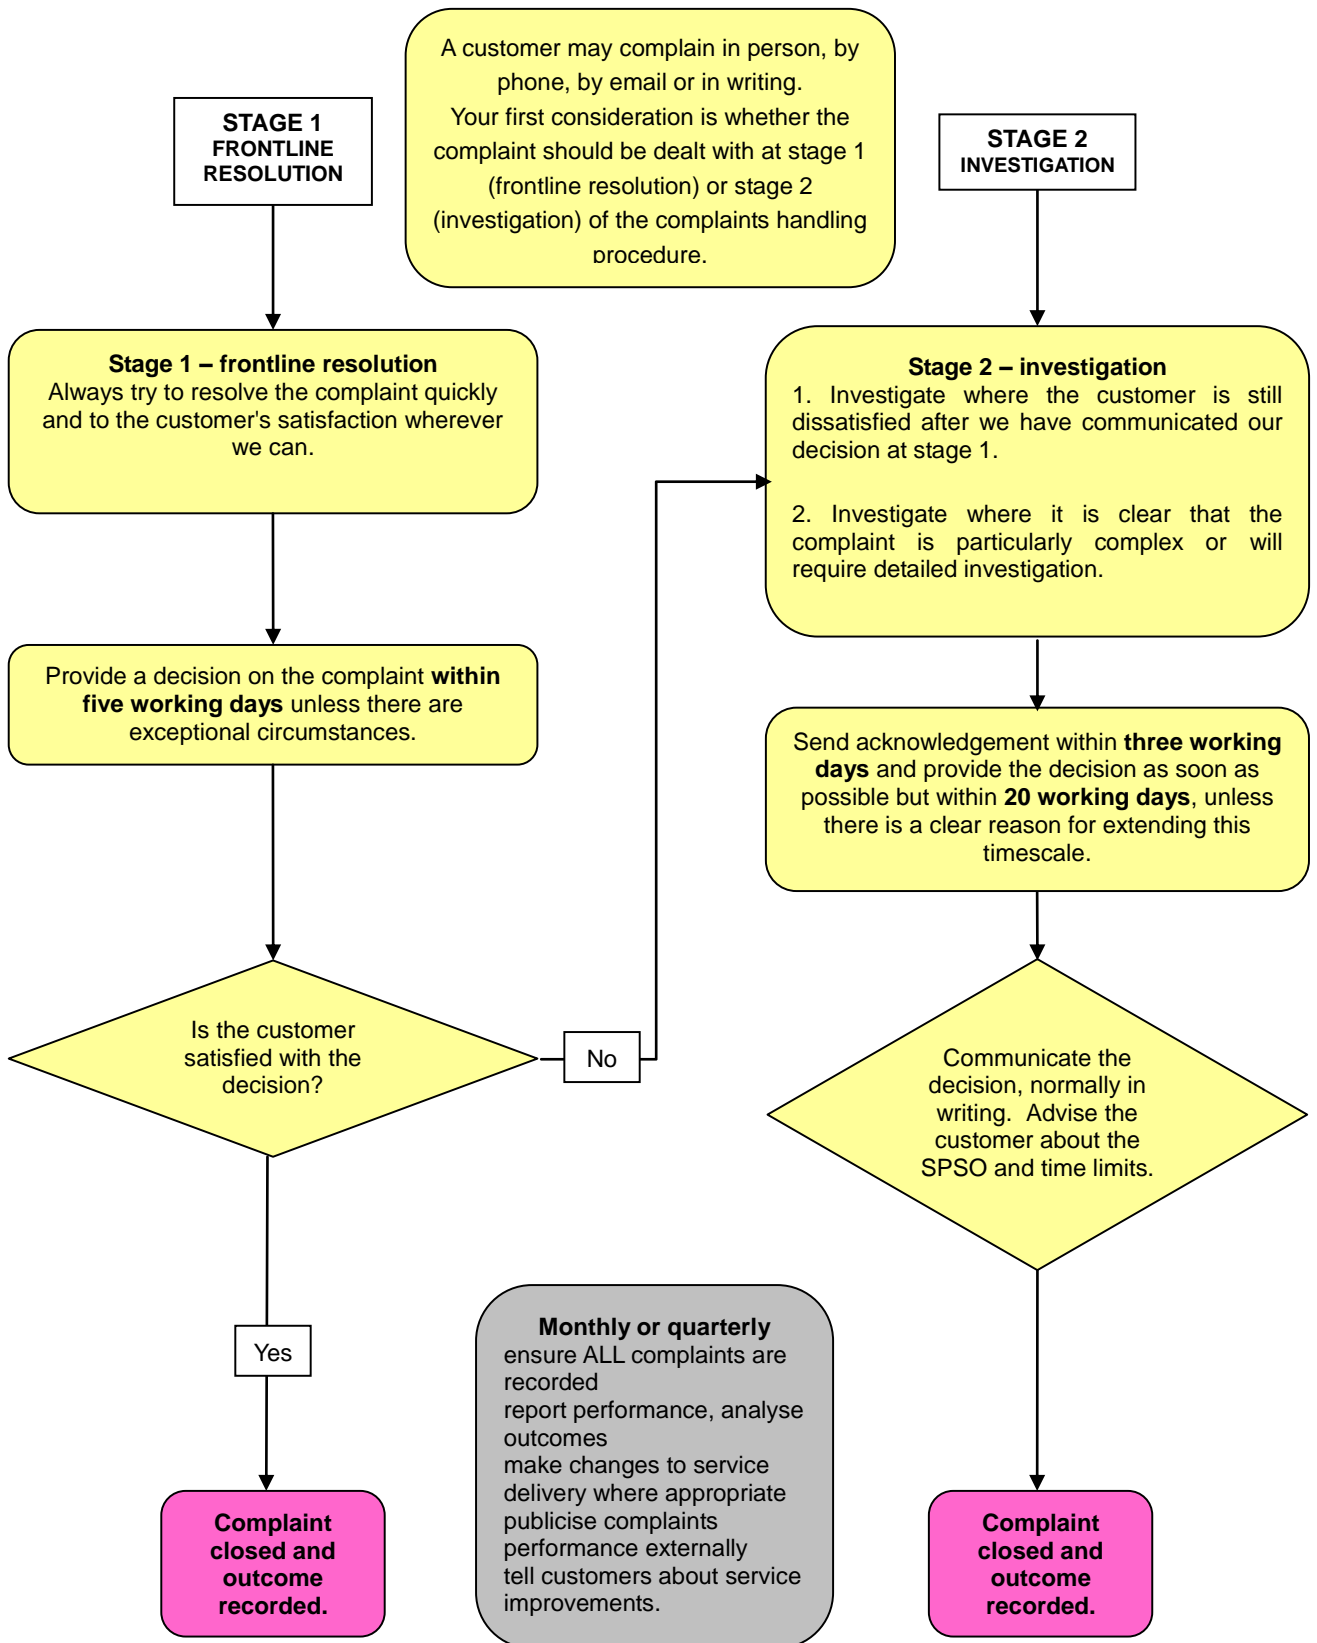 A customer may complain in person, by
phone, by email or in writing.
Your first consideration is whether the
complaint should be dealt with at stage 1
(frontline resolution) or stage 2
(investigation) of the complaints handling
procedure.
STAGE 1
FRONTLINE
RESOLUTION
STAGE 2
INVESTIGATION
Stage 1 – frontline resolution
Always try to resolve the complaint quickly
and to the customer's satisfaction wherever
we can.
Provide a decision on the complaint within
five working days unless there are
exceptional circumstances.
Is the customer
satisfied with the
decision?
No
Yes
Complaint
closed and
outcome
recorded.
Stage 2 – investigation
1. Investigate where the customer is still
dissatisfied after we have communicated our
decision at stage 1.
2. Investigate where it is clear that the
complaint is particularly complex or will
require detailed investigation.
Send acknowledgement within three working
days and provide the decision as soon as
possible but within 20 working days, unless
there is a clear reason for extending this
timescale.
Communicate the
decision, normally in
writing.  Advise the
customer about the
SPSO and time limits.
Complaint
closed and
outcome
recorded.
Monthly or quarterly
ensure ALL complaints are
recorded
report performance, analyse
outcomes
make changes to service
delivery where appropriate
publicise complaints
performance externally
tell customers about service
improvements.